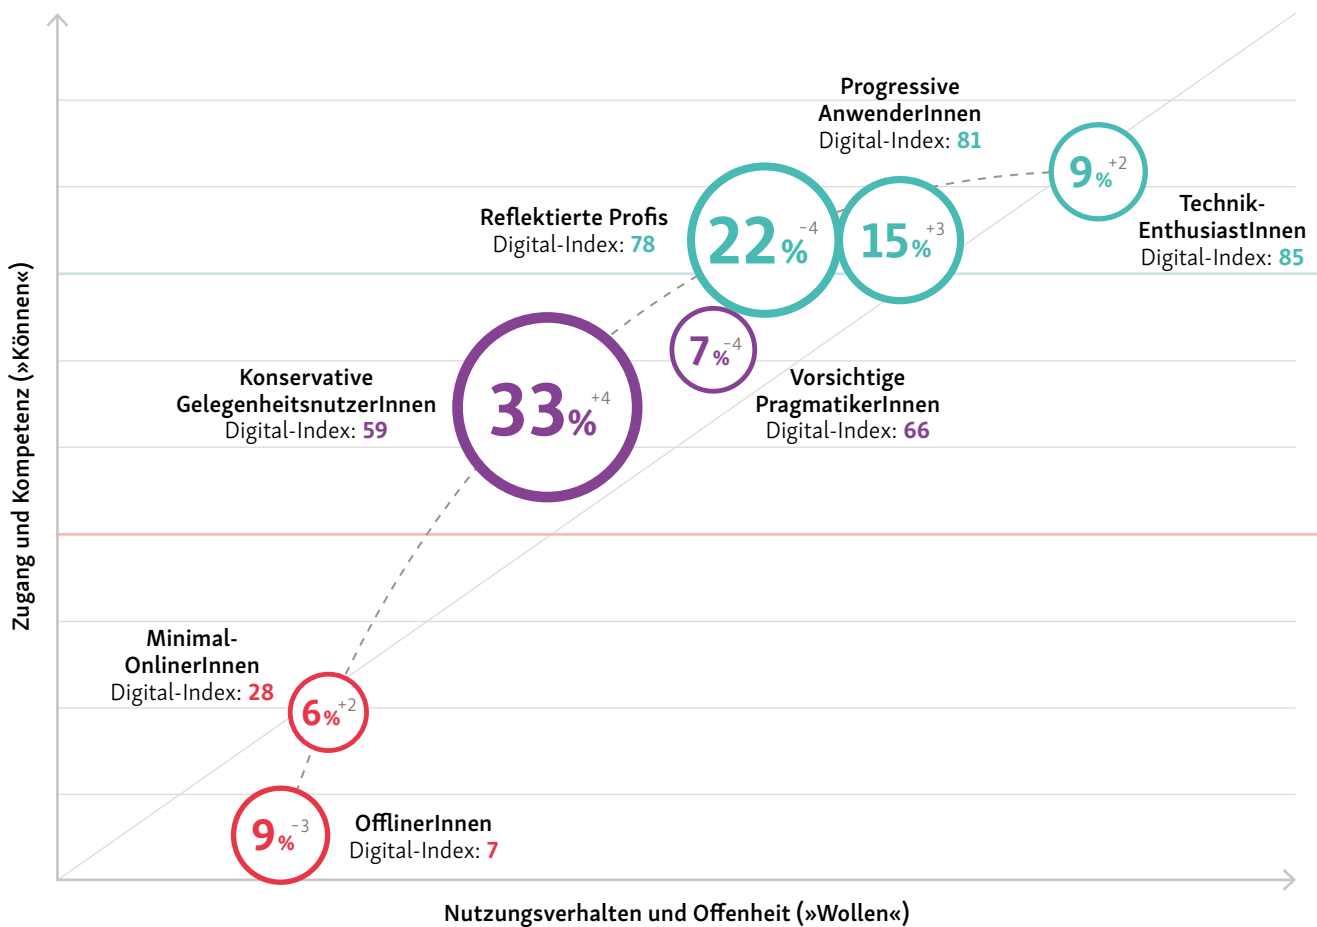 Progressive
AnwenderInnen
Digital-Index: 81
9% +2
Technik-
EnthusiastInnen
Digital-Index: 85
Reflektierte Profis
Digital-Index: 78
22% –4
15% +3
7% –4
Vorsichtige
PragmatikerInnen
Digital-Index: 66
Konservative
GelegenheitsnutzerInnen
Digital-Index: 59
33% +4
Minimal-
OnlinerInnen
Digital-Index: 28
6% +2
9% –3
OfflinerInnen
Digital-Index: 7
Zugang und Kompetenz (»Können«)
Nutzungsverhalten und Offenheit (»Wollen«)